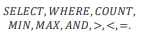 SELECT, WHERE, COUNT,
MIN, MAX, AND, >, <, =.